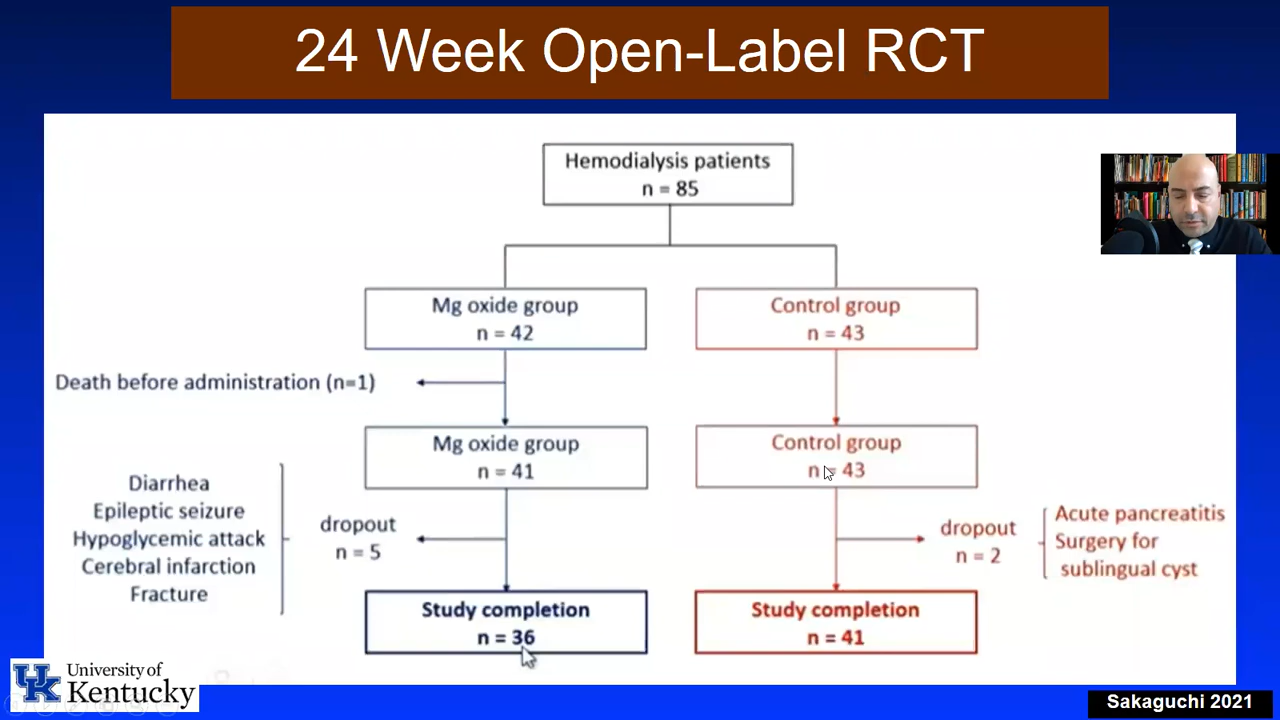 24 Week Open-Label RCT
Hemodialysis patients
n = 85
Mg oxide group
n = 42
Control group
n = 43
Death before administration (n=1)
Mg oxide group
n = 41
Control group
n = 43
Diarrhea
Epileptic seizure
Hypoglycemic attack
Cerebral infarction
Fracture
dropout
n = 5
dropout
n = 2
Acute pancreatitis
Surgery for
sublingual cyst
Study completion
n = 36
Study completion
n = 41
UK
University of
Kentucky
Sakaguchi 2021